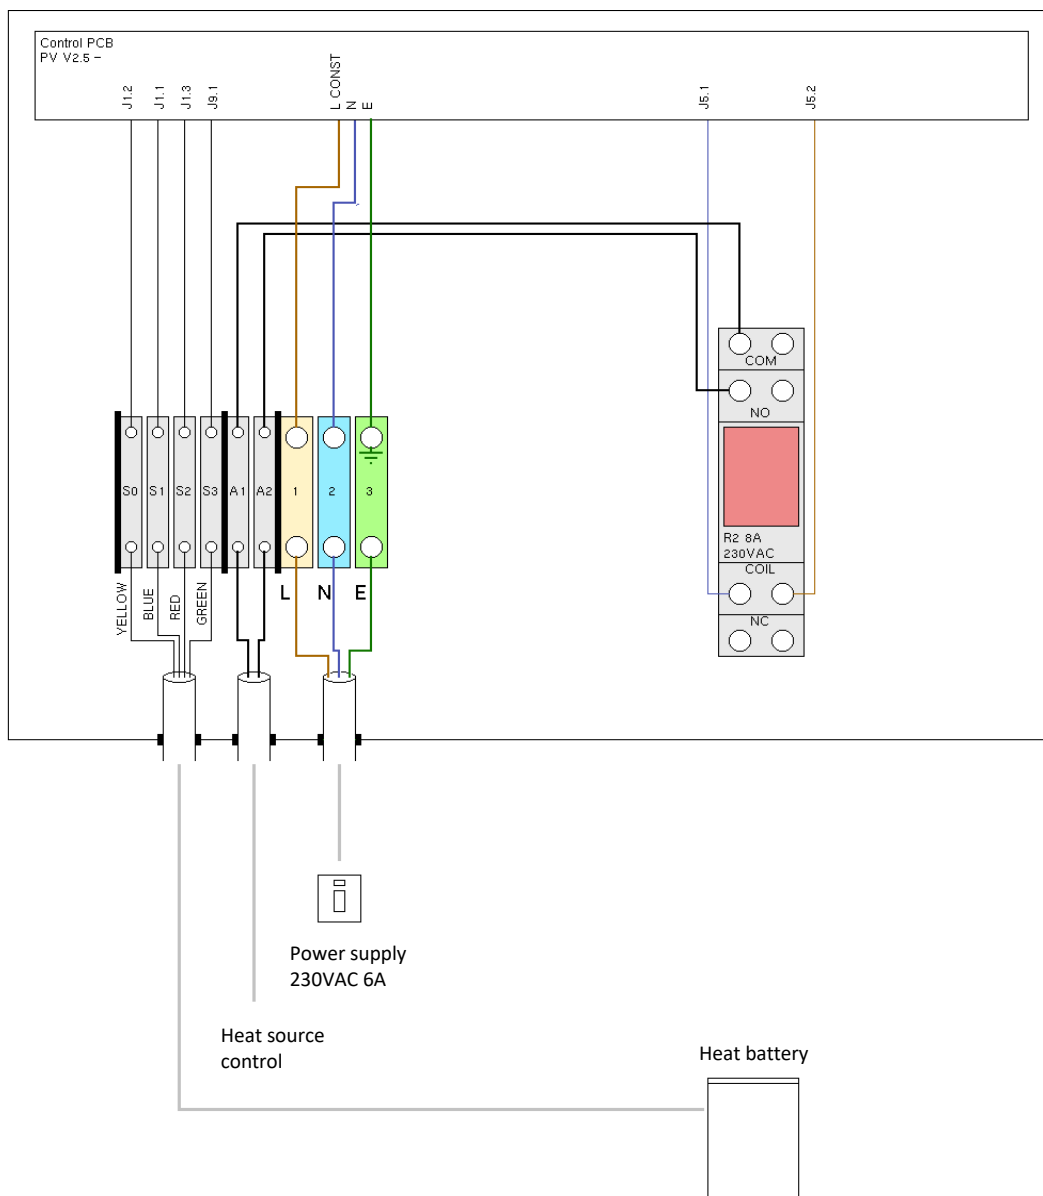 Control PCB
PV V2.5 -
J1.2
J1.1
J1.3
J9.1
L CONST
N
E
J5.1
J5.2
COM
NO
R2 8A
230VAC
COIL
NC
S0
S1
S2
S3
A1
A2
1
2
3
YELLOW
BLUE
RED
GREEN
L
N
E
Power supply
230VAC 6A
Heat source
control
Heat battery